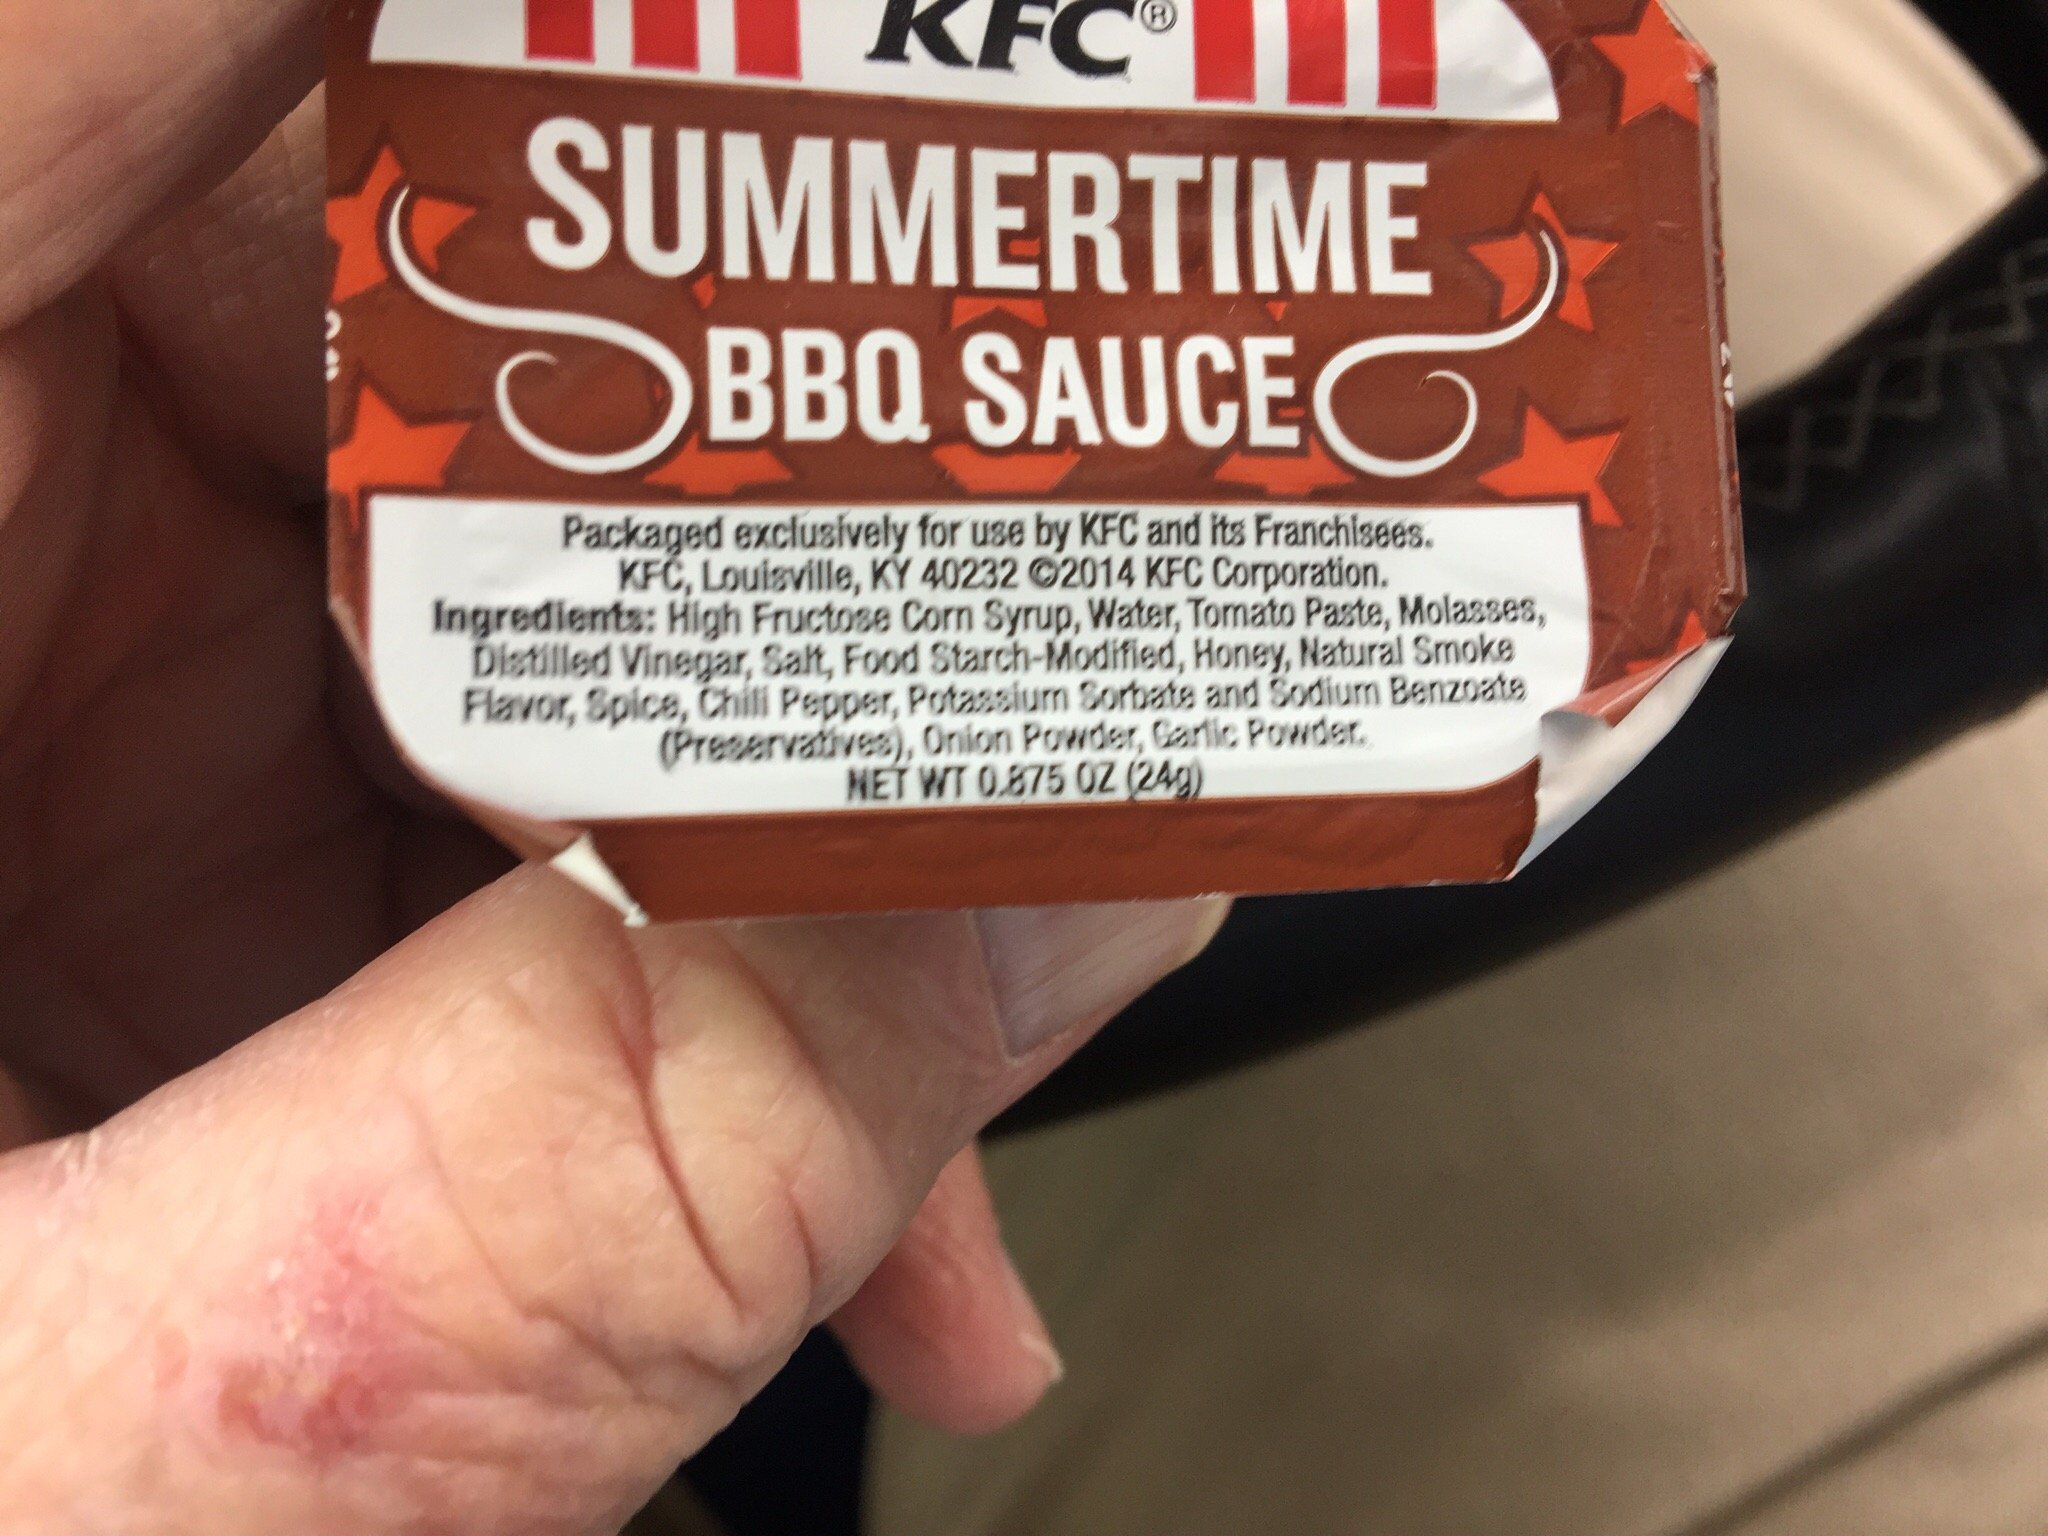 KFC®
SUMMERTIME
BBQ SAUCE
Packaged exclusively for use by KFC and its Franchisees.
KFC, Louisville, KY 40232 ©2014 KFC Corporation.
Ingredients: High Fructose Corn Syrup, Water, Tomato Paste, Molasses,
Distilled Vinegar, Salt, Food Starch-Modified, Honey, Natural Smoke
Flavor, Spice, Chili Pepper, Potassium Sorbate and Sodium Benzoate
(Preservatives), Onion Powder, Garlic Powder.
NET WT 0.875 OZ (24g)